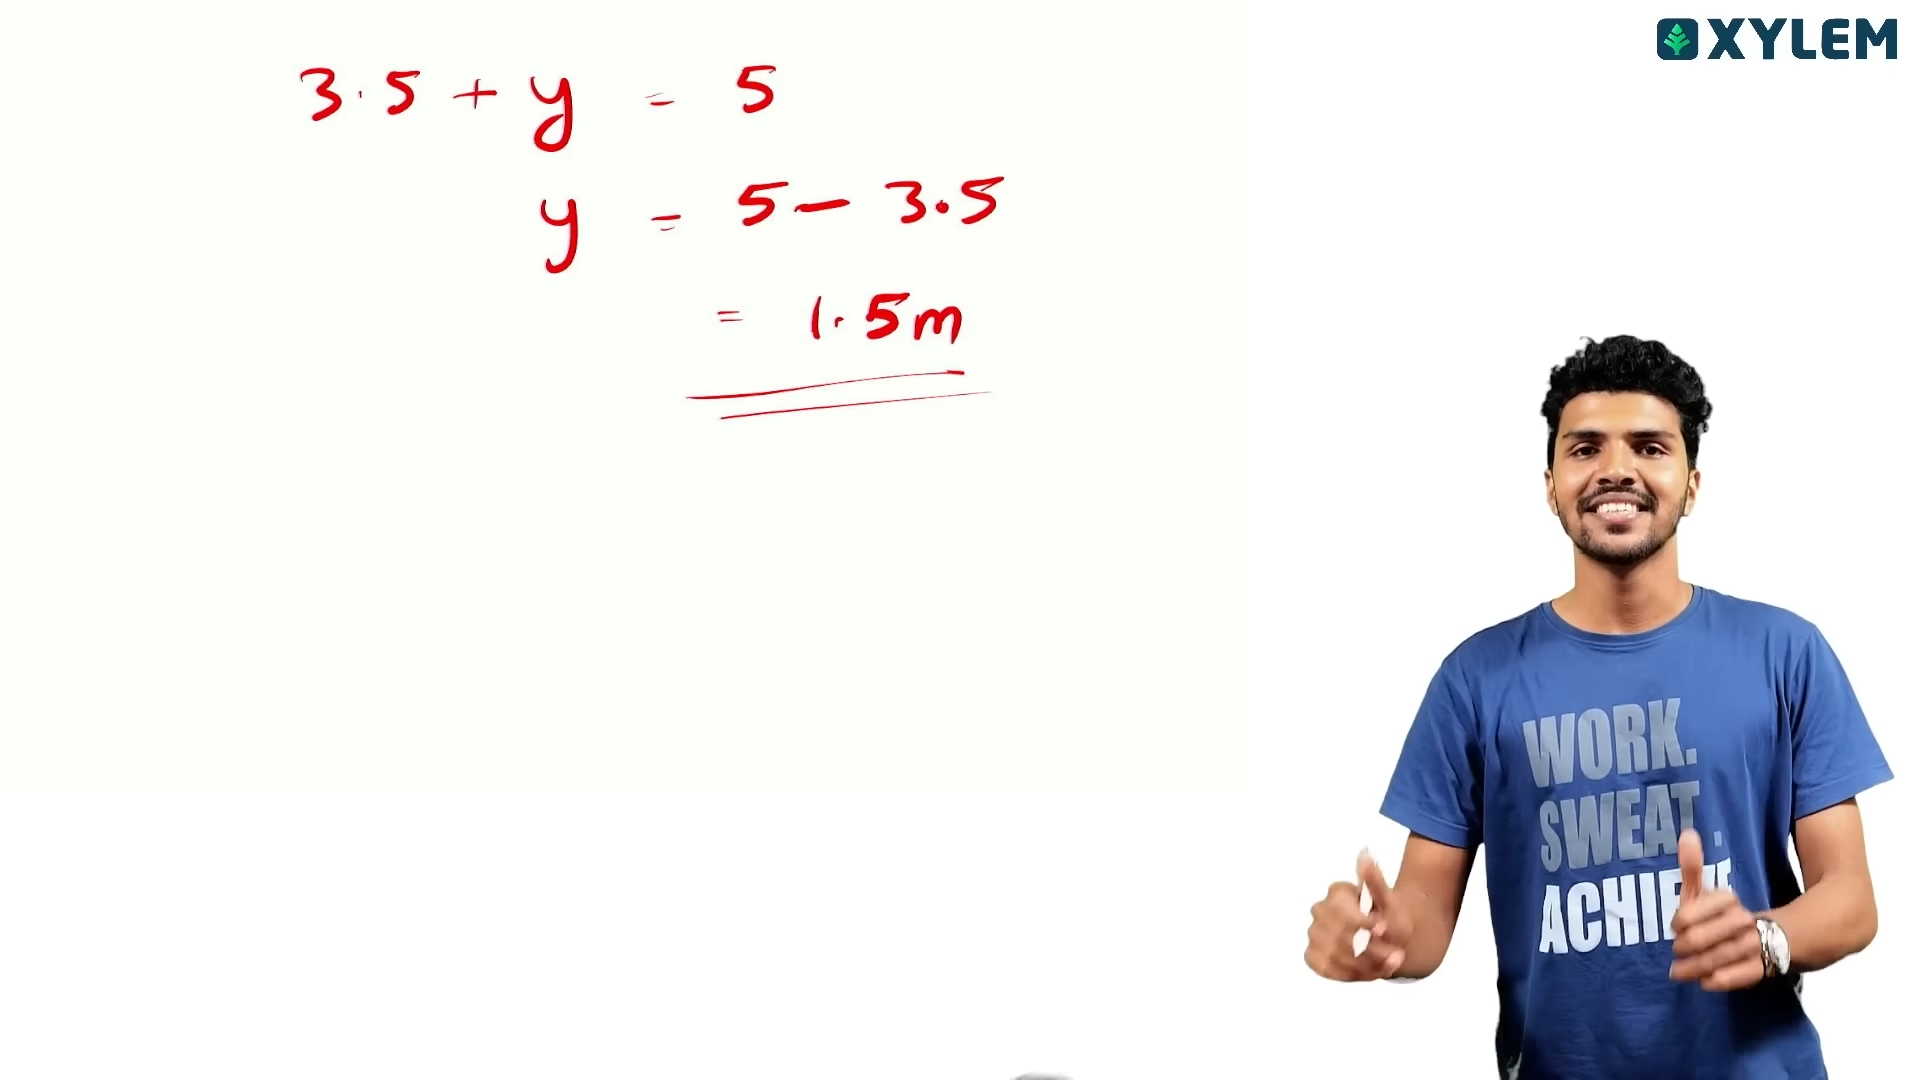 XYLEM
3.5 + y = 5
y = 5 - 3.5
= 1.5m
WORK.
SWEAT.